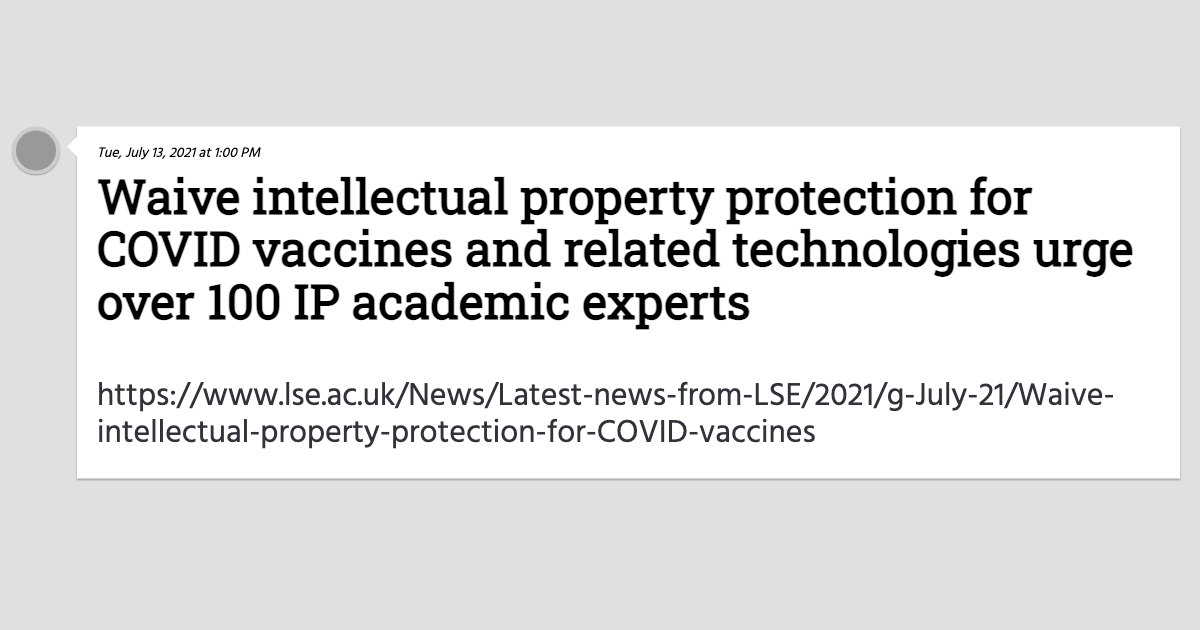 Tue, July 13, 2021 at 1:00 PM
Waive intellectual property protection for
COVID vaccines and related technologies urge
over 100 IP academic experts
https://www.lse.ac.uk/News/Latest-news-from-LSE/2021/g-July-21/Waive-
intellectual-property-protection-for-COVID-vaccines